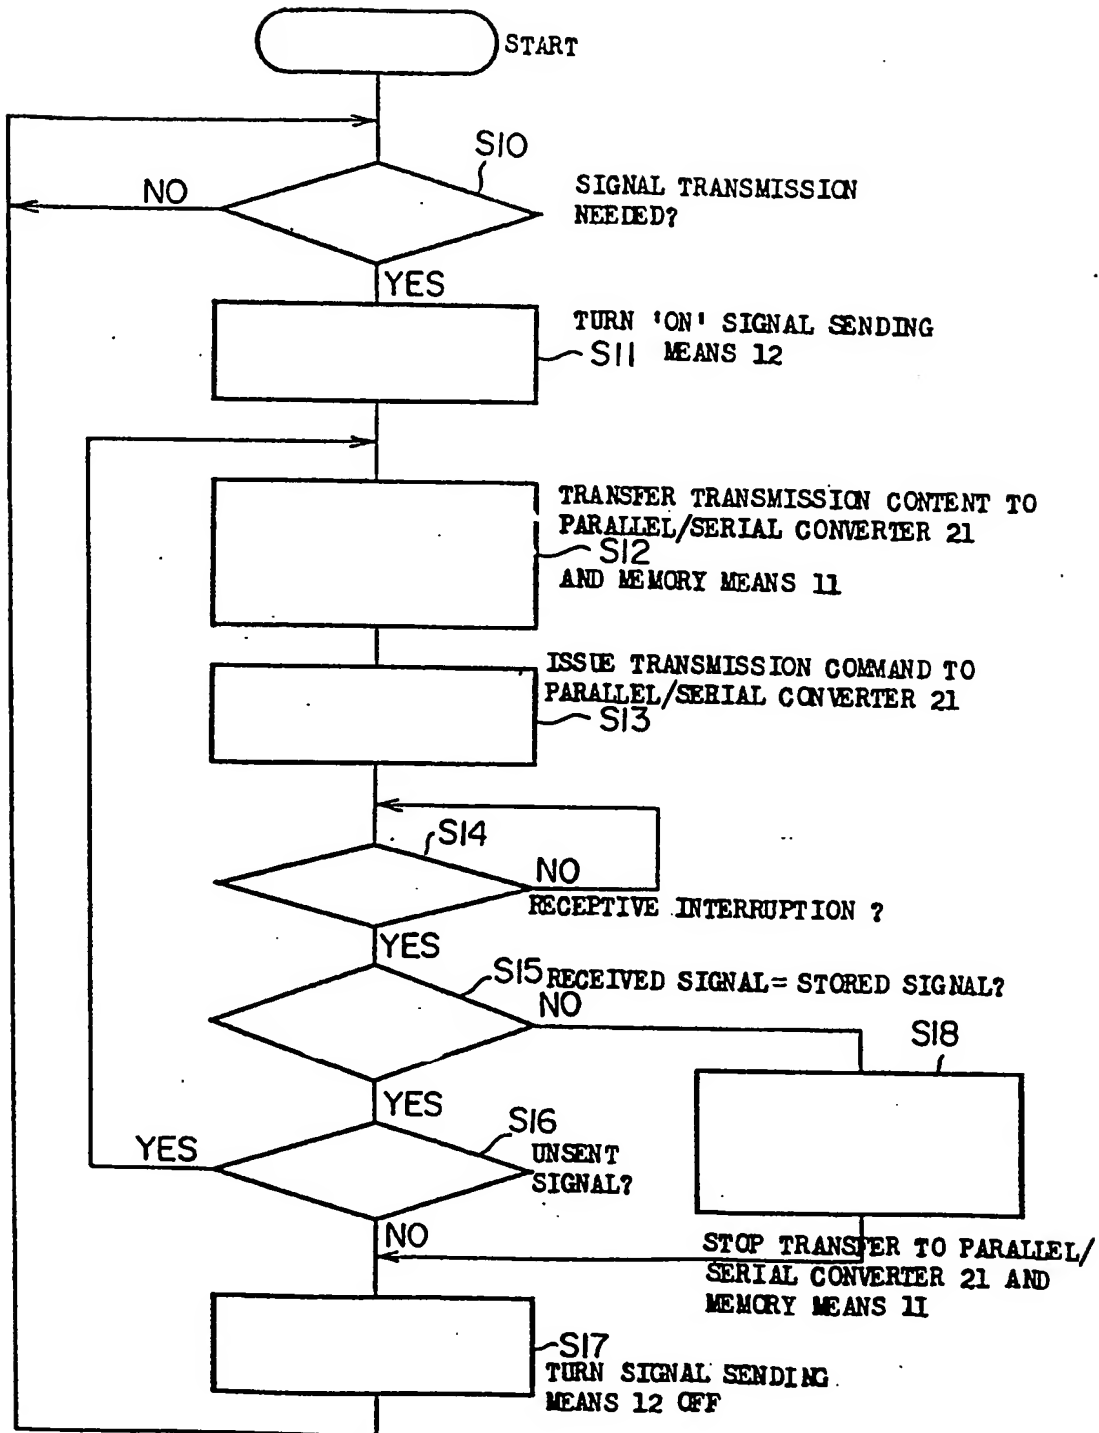 START
S10
NO
SIGNAL TRANSMISSION
NEEDED?
YES
TURN 'ON' SIGNAL SENDING
S11 MEANS 12
TRANSFER TRANSMISSION CONTENT TO
PARALLEL/SERIAL CONVERTER 21
S12
AND MEMORY MEANS 11
ISSUE TRANSMISSION COMMAND TO
PARALLEL/SERIAL CONVERTER 21
S13
S14
NO
RECEPTIVE INTERRUPTION ?
YES
S15 RECEIVED SIGNAL= STORED SIGNAL?
NO
S18
YES
S16
YES
UNSENT
SIGNAL?
NO
STOP TRANSFER TO PARALLEL/
SERIAL CONVERTER 21 AND
MEMORY MEANS 11
S17
TURN SIGNAL SENDING
MEANS 12 OFF